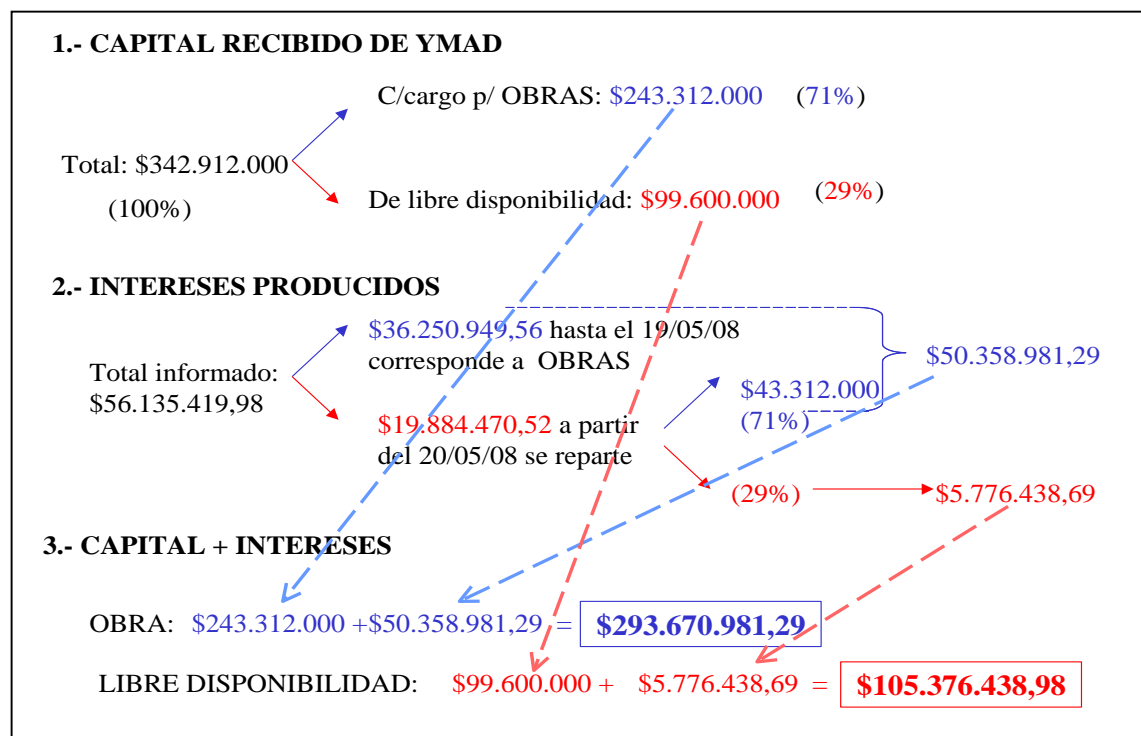 1.- CAPITAL RECIBIDO DE YMAD
C/cargo p/ OBRAS: $243.312.000 (71%)
Total: $342.912.000
(100%)
De libre disponibilidad: $99.600.000 (29%)
2.- INTERESES PRODUCIDOS
$36.250.949,56 hasta el 19/05/08
corresponde a OBRAS
$50.358.981,29
Total informado:
$56.135.419,98
$43.312.000
(71%)
$19.884.470,52 a partir
del 20/05/08 se reparte
(29%)
$5.776.438,69
3.- CAPITAL + INTERESES
OBRA: $243.312.000 +$50.358.981,29 = $293.670.981,29
LIBRE DISPONIBILIDAD: $99.600.000 + $5.776.438,69 = $105.376.438,98